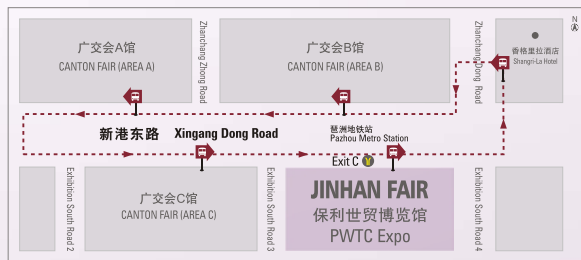 N
广交会A馆
CANTON FAIR (AREA A)
Zhanchang Zhong Road
广交会B馆
CANTON FAIR (AREA B)
Zhanchang Dong Road
香格里拉酒店
Shangri-La Hotel
新港东路 Xingang Dong Road
琶洲地铁站
Pazhou Metro Station
Exit C
Exhibition South Road 2
广交会C馆
CANTON FAIR (AREA C)
Exhibition South Road 3
JINHAN FAIR
保利世贸博览馆
PWTC Expo
Exhibition South Road 4